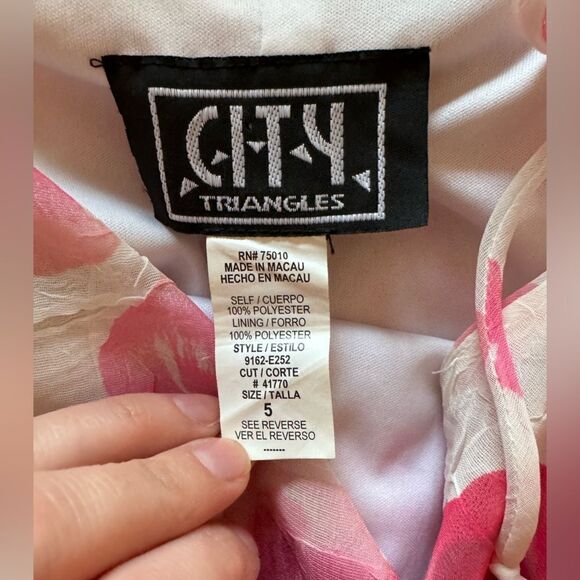 CITY
TRIANGLES
RN# 75010
MADE IN MACAU
HECHO EN MACAU
SELF / CUERPO
100% POLYESTER
LINING / FORRO
100% POLYESTER
STYLE / ESTILO
9162-E252
CUT / CORTE
# 41770
SIZE / TALLA
5
SEE REVERSE
VER EL REVERSO
.......